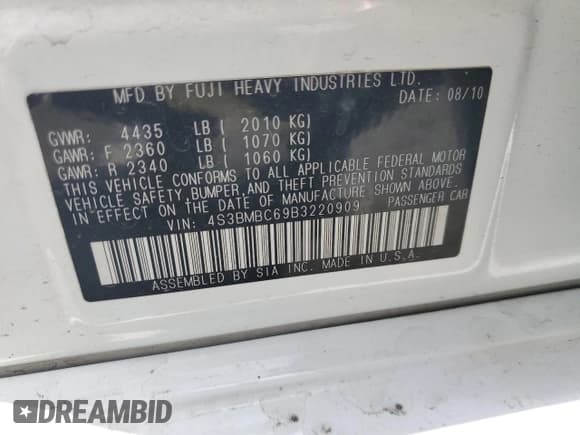 MFD BY FUJI HEAVY INDUSTRIES LTD.
DATE: 08/10
GVWR: 4435 LB ( 2010 KG)
GAWR: F 2360 LB ( 1070 KG)
GAWR: R 2340 LB ( 1060 KG)
THIS VEHICLE CONFORMS TO ALL APPLICABLE FEDERAL MOTOR
VEHICLE SAFETY,BUMPER,AND THEFT PREVENTION STANDARDS
IN EFFECT ON THE DATE OF MANUFACTURE SHOWN ABOVE.
VIN: 4S3BMBC69B3220909 PASSENGER CAR
ASSEMBLED BY SIA INC. MADE IN U.S.A.
DREAMBID